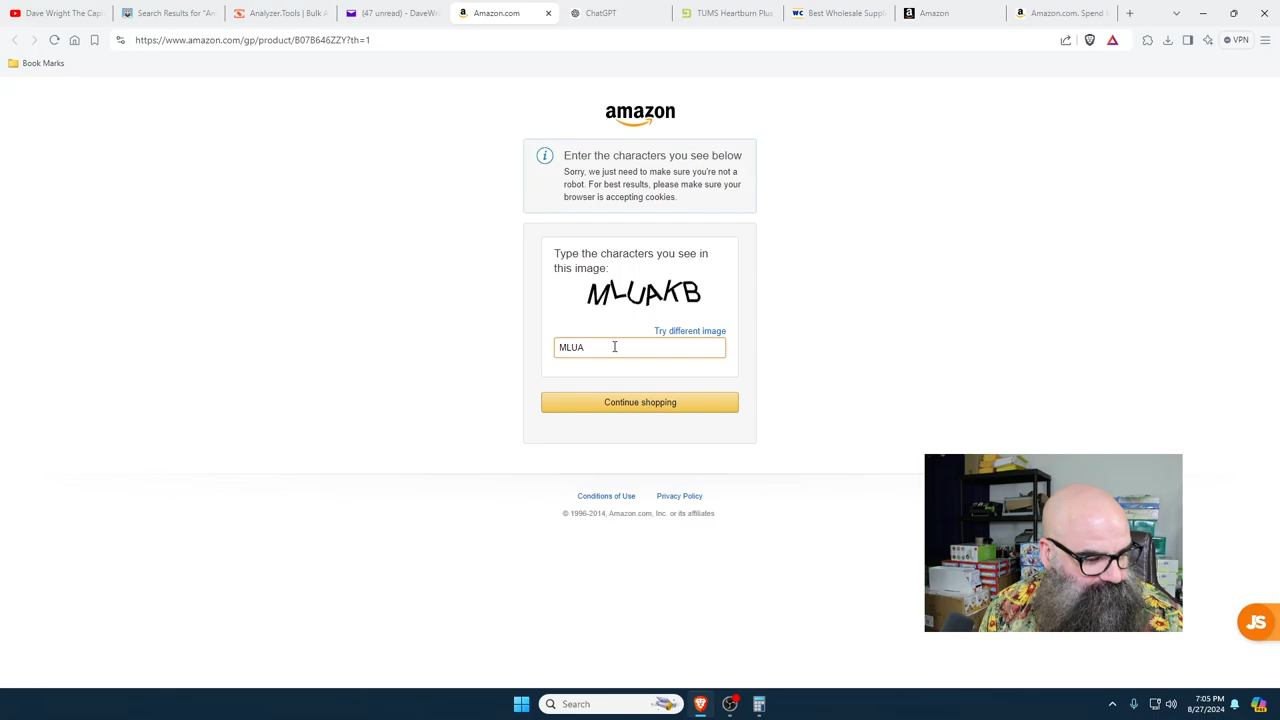 Dave Wright The Cap
Search Results for "Am
Analyzer.Tools | Bulk A
(47 unread) - DaveWr
Amazon.com
ChatGPT
TUMS Heartburn Relie
Best Wholesale Suppl
Amazon
Amazon.com. Spend l
https://www.amazon.com/gp/product/B07B646ZZY?th=1
VPN
Book Marks
amazon
Enter the characters you see below
Sorry, we just need to make sure you're not a
robot. For best results, please make sure your
browser is accepting cookies.
Type the characters you see in
this image:
MLUAKB
Try different image
MLUA
Continue shopping
Conditions of Use Privacy Policy
© 1996-2014, Amazon.com, Inc. or its affiliates
JS
Search
7:05 PM
8/27/2024